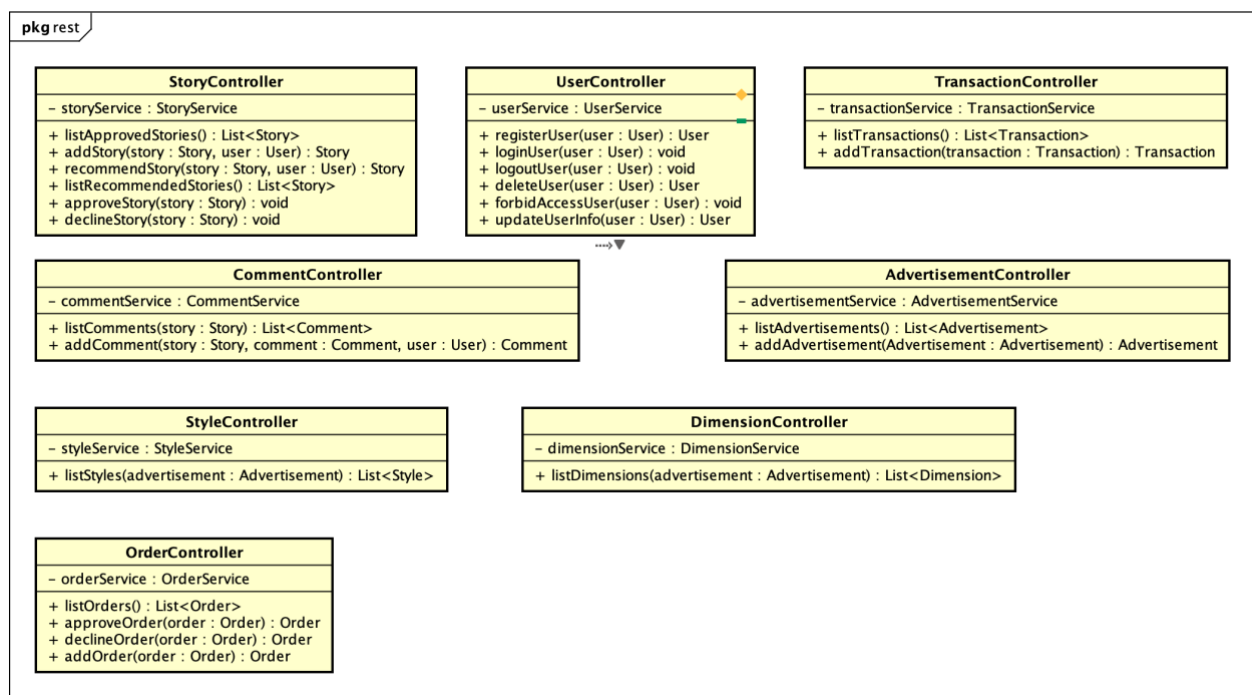 pkg rest
StoryController
– storyService : StoryService
+ listApprovedStories() : List<Story>
+ addStory(story : Story, user : User) : Story
+ recommendStory(story : Story, user : User) : Story
+ listRecommendedStories() : List<Story>
+ approveStory(story : Story) : void
+ declineStory(story : Story) : void
UserController
– userService : UserService
+ registerUser(user : User) : User
+ loginUser(user : User) : void
+ logoutUser(user : User) : void
+ deleteUser(user : User) : User
+ forbidAccessUser(user : User) : void
+ updateUserInfo(user : User) : User
TransactionController
– transactionService : TransactionService
+ listTransactions() : List<Transaction>
+ addTransaction(transaction : Transaction) : Transaction
CommentController
– commentService : CommentService
+ listComments(story : Story) : List<Comment>
+ addComment(story : Story, comment : Comment, user : User) : Comment
AdvertisementController
– advertisementService : AdvertisementService
+ listAdvertisements() : List<Advertisement>
+ addAdvertisement(Advertisement : Advertisement) : Advertisement
StyleController
– styleService : StyleService
+ listStyles(advertisement : Advertisement) : List<Style>
DimensionController
– dimensionService : DimensionService
+ listDimensions(advertisement : Advertisement) : List<Dimension>
OrderController
– orderService : OrderService
+ listOrders() : List<Order>
+ approveOrder(order : Order) : Order
+ declineOrder(order : Order) : Order
+ addOrder(order : Order) : Order